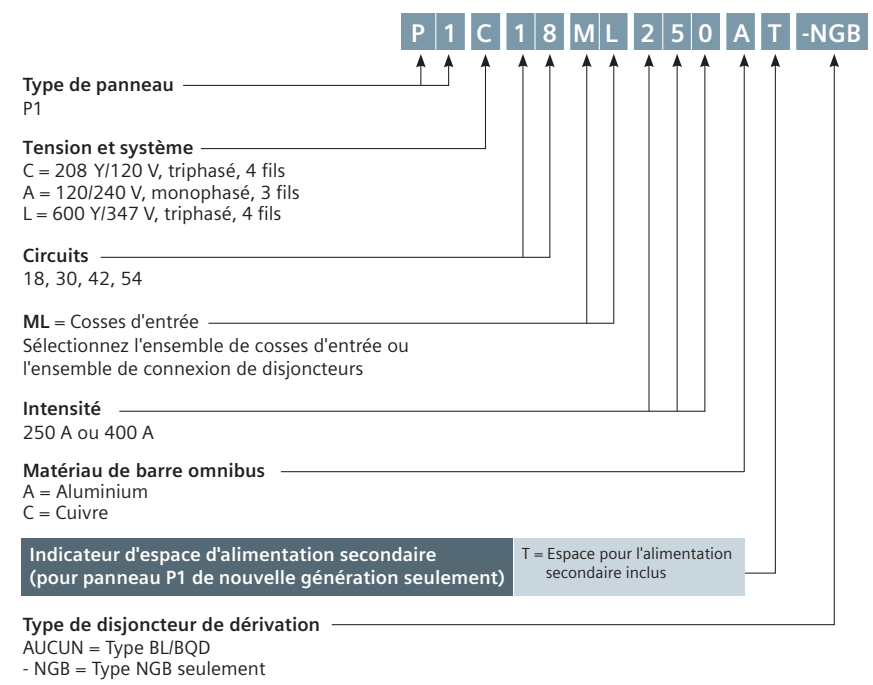 P 1 C 1 8 M L 2 5 0 A T -NGB
Type de panneau
P1
Tension et système
C = 208 Y/120 V, triphasé, 4 fils
A = 120/240 V, monophasé, 3 fils
L = 600 Y/347 V, triphasé, 4 fils
Circuits
18, 30, 42, 54
ML = Cosses d'entrée
Sélectionnez l'ensemble de cosses d'entrée ou
l'ensemble de connexion de disjoncteurs
Intensité
250 A ou 400 A
Matériau de barre omnibus
A = Aluminium
C = Cuivre
Indicateur d'espace d'alimentation secondaire
(pour panneau P1 de nouvelle génération seulement)
T = Espace pour l'alimentation
secondaire inclus
Type de disjoncteur de dérivation
AUCUN = Type BL/BQD
- NGB = Type NGB seulement